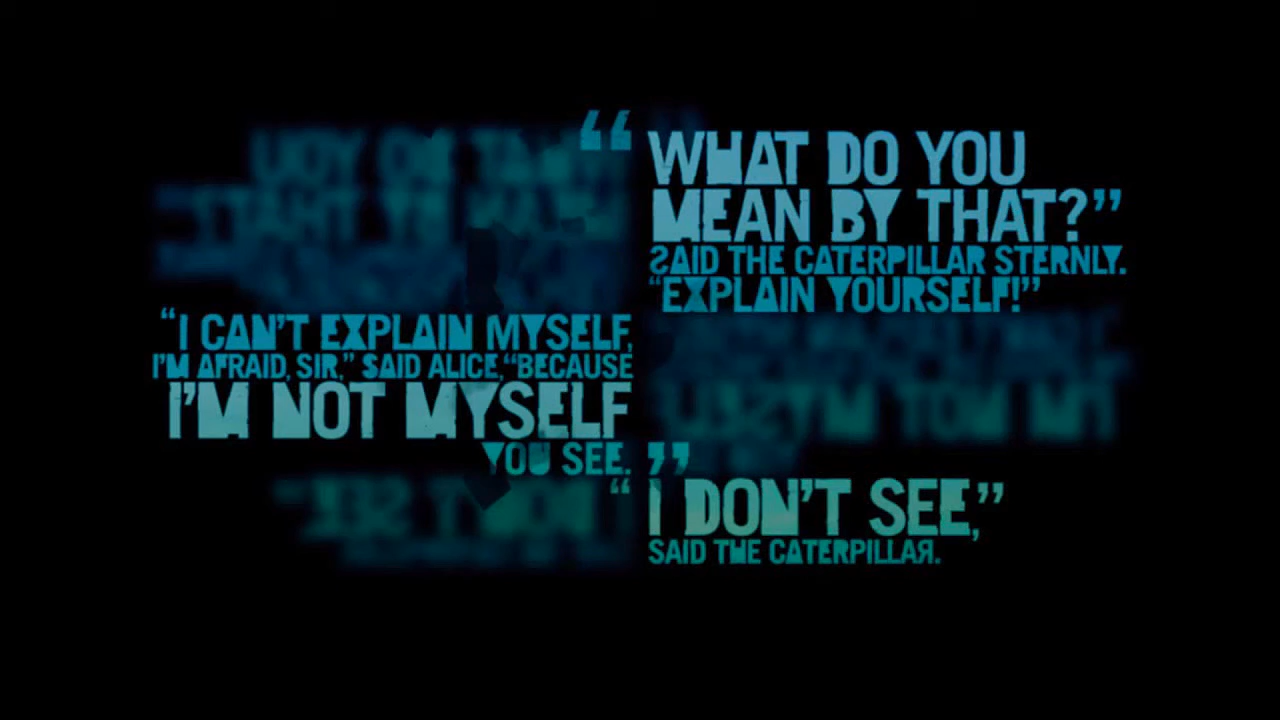 “WHAT DO YOU
MEAN BY THAT?”
SAID THE CATERPILLAR STERNLY.
“EXPLAIN YOURSELF!”
“I CAN’T EXPLAIN MYSELF,
I’M AFRAID, SIR,” SAID ALICE, “BECAUSE
I’M NOT MYSELF
YOU SEE.”
“I DON’T SEE,”
SAID THE CATERPILLAR.